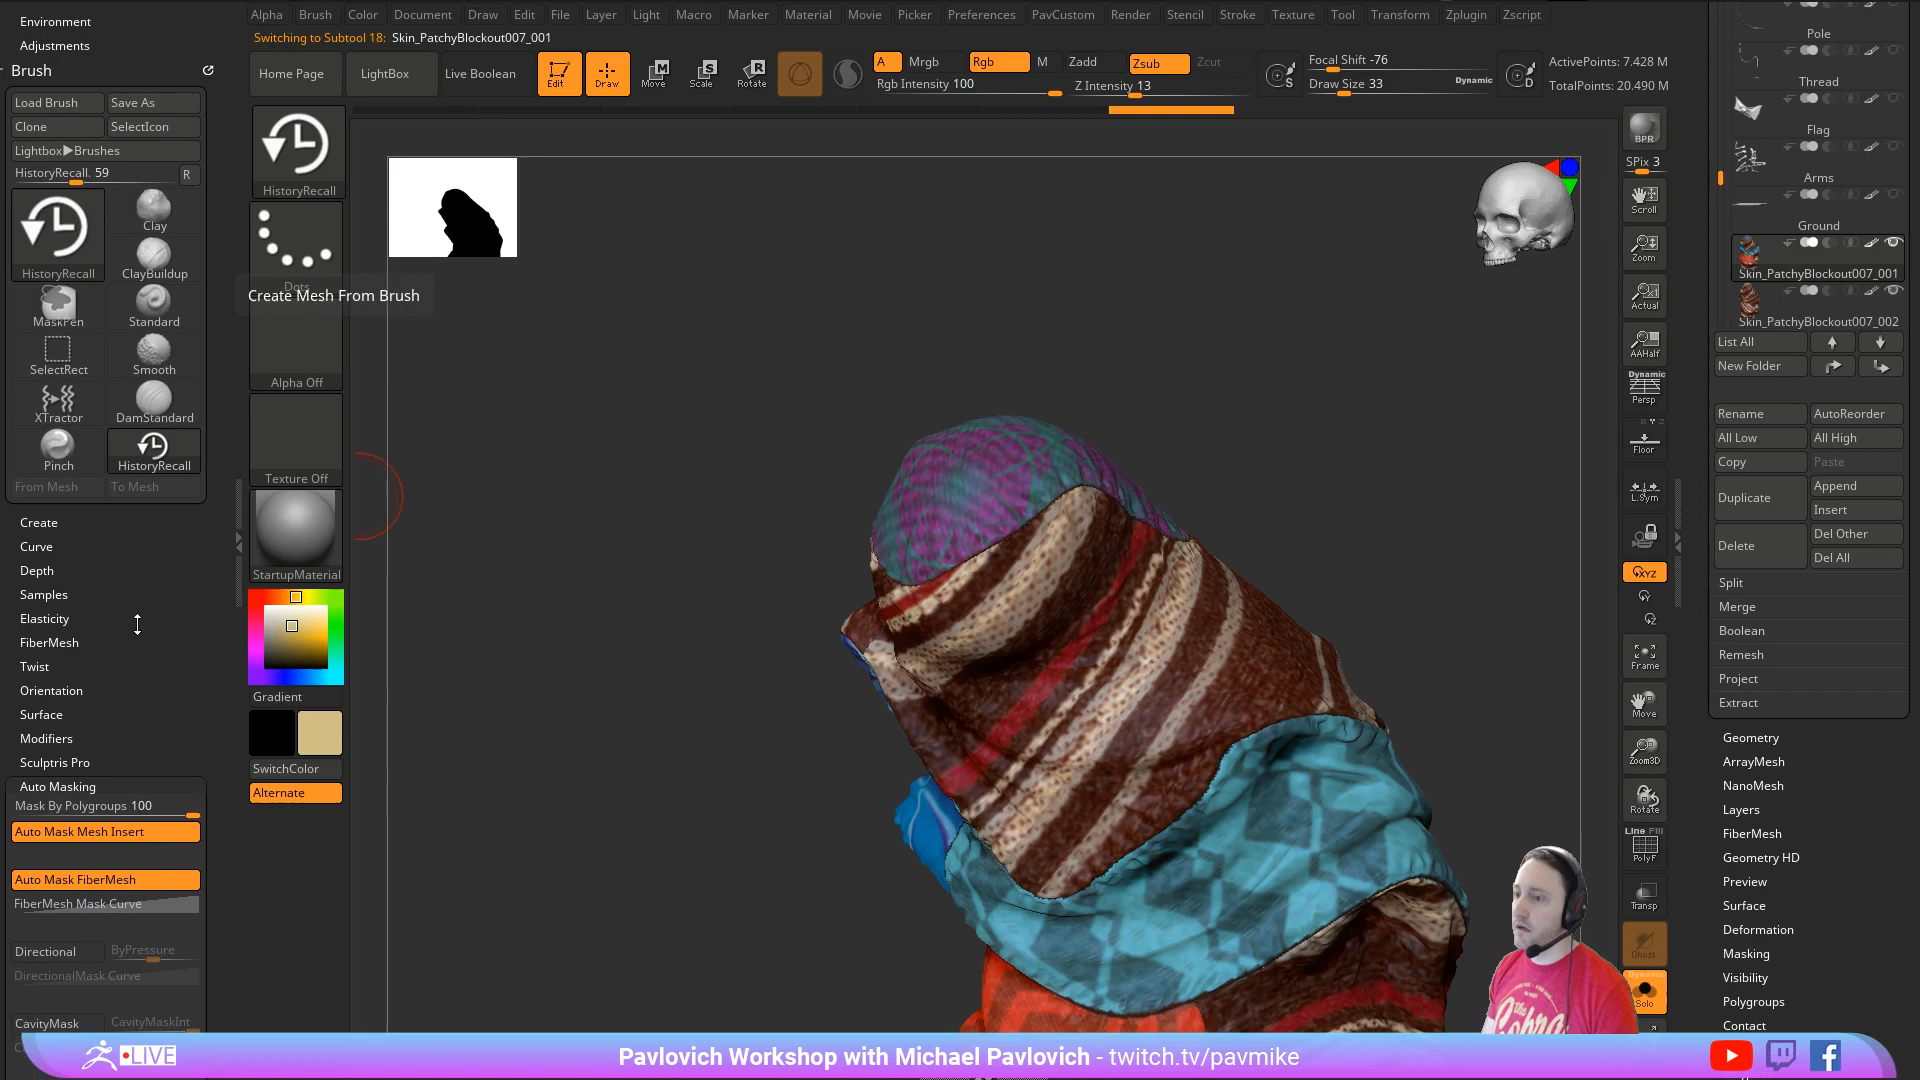 Environment
Adjustments
Brush
Load Brush Save As
Clone SelectIcon
Lightbox▶Brushes
HistoryRecall. 59 R
HistoryRecall Clay
ClayBuildup
MaskPen Standard
SelectRect Smooth
XTractor DamStandard
Pinch HistoryRecall
From Mesh To Mesh
Create
Curve
Depth
Samples
Elasticity
FiberMesh
Twist
Orientation
Surface
Modifiers
Sculptris Pro
Auto Masking
Mask By Polygroups 100
Auto Mask Mesh Insert
Auto Mask FiberMesh
FiberMesh Mask Curve
Directional ByPressure
DirectionalMask Curve
CavityMask CavityMaskInt
Alpha Brush Color Document Draw Edit File Layer Light Macro Marker Material Movie Picker Preferences PavCustom Render Stencil Stroke Texture Tool Transform Zplugin Zscript
Switching to Subtool 18: Skin_PatchyBlockout007_001
Home Page LightBox Live Boolean Edit Draw Move Scale Rotate
A Mrgb Rgb M Zadd Zsub Zcut
Rgb Intensity 100 Z Intensity 13
Focal Shift -76
Draw Size 33 Dynamic
S D
ActivePoints: 7.428 M
TotalPoints: 20.490 M
HistoryRecall
Dots
Create Mesh From Brush
Alpha Off
Texture Off
StartupMaterial
Gradient
SwitchColor
Alternate
BPR
SPix 3
Scroll
Zoom
Actual
AAHalf
Dynamic
Persp
Floor
L.Sym
XYZ
Frame
Move
Zoom3D
Rotate
Line Fill
PolyF
Transp
Ghost
Dynamic
Solo
Pole
Thread
Flag
Arms
Ground
Skin_PatchyBlockout007_001
Skin_PatchyBlockout007_002
List All
New Folder
Rename AutoReorder
All Low All High
Copy Paste
Duplicate Append
Insert
Delete Del Other
Del All
Split
Merge
Boolean
Remesh
Project
Extract
Geometry
ArrayMesh
NanoMesh
Layers
FiberMesh
Geometry HD
Preview
Surface
Deformation
Masking
Visibility
Polygroups
Contact
the
Cobra
LIVE
Pavlovich Workshop with Michael Pavlovich - twitch.tv/pavmike